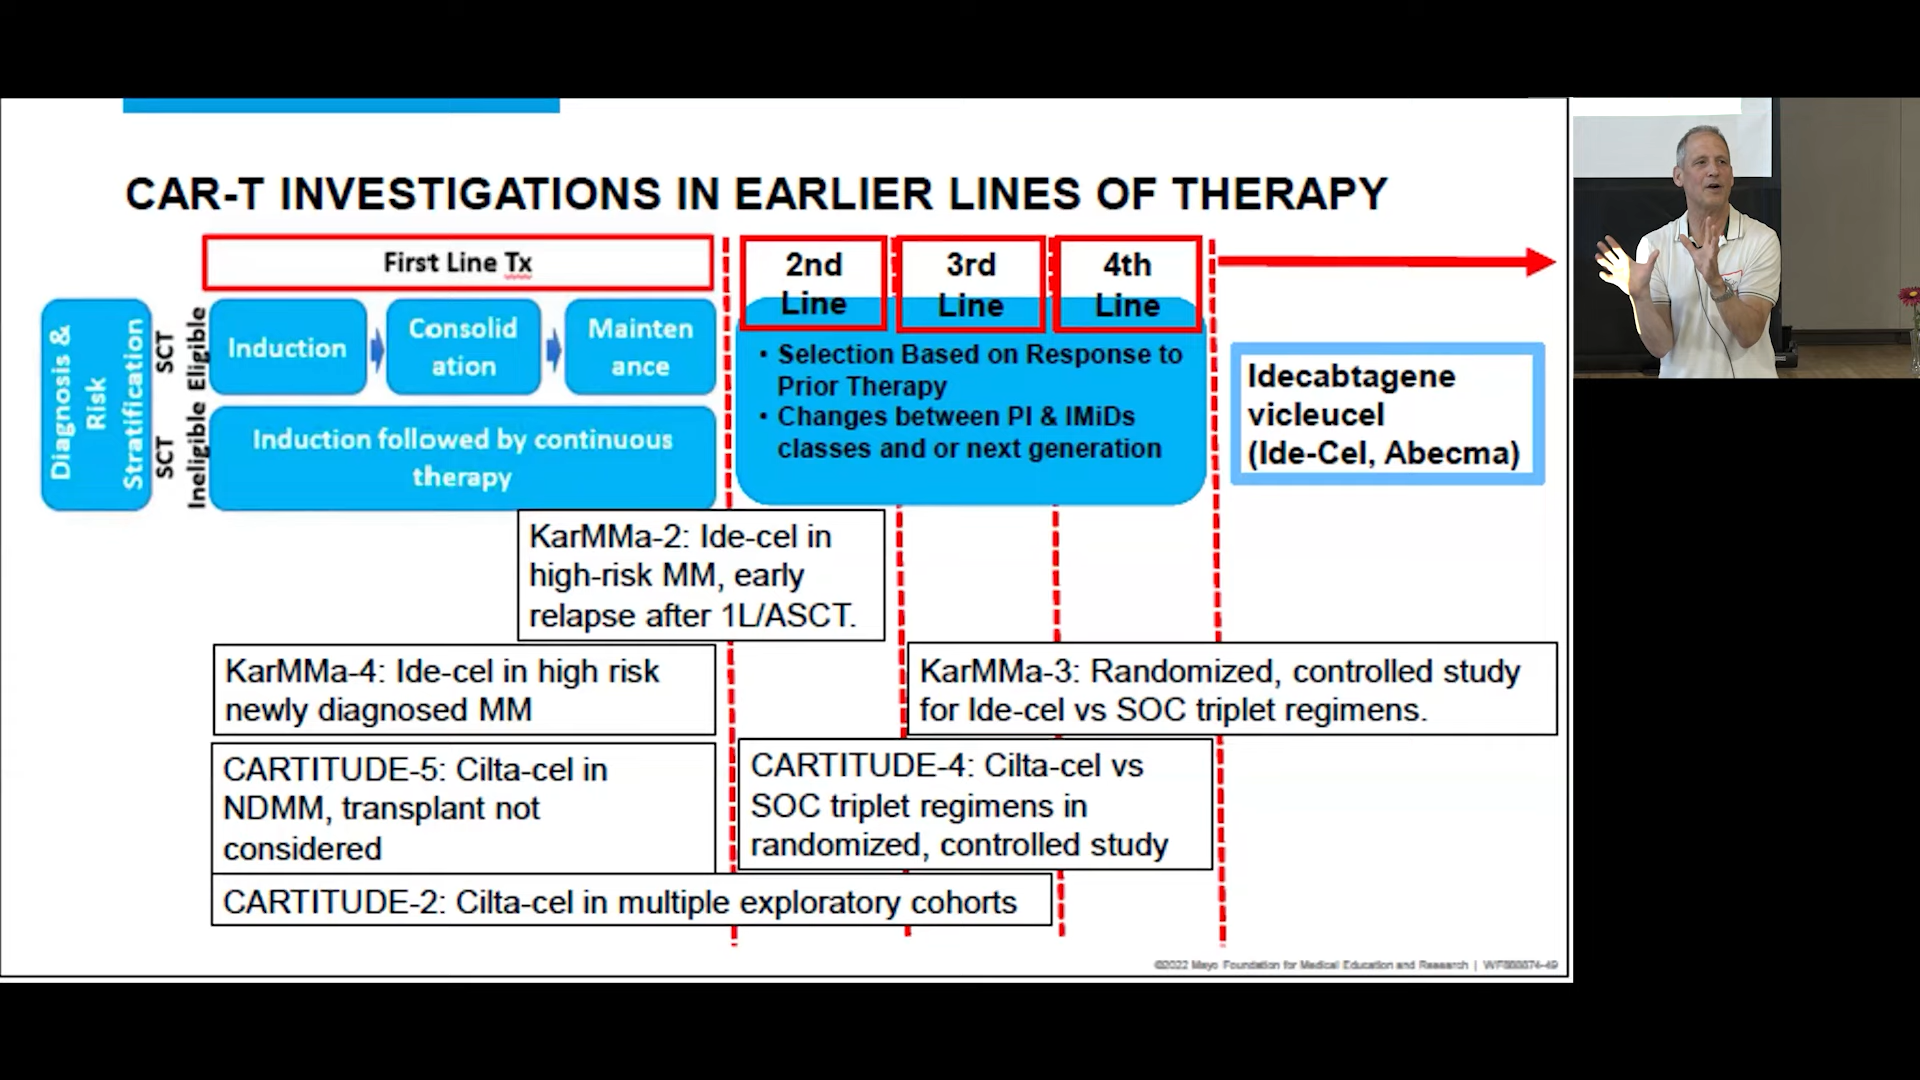 CAR-T INVESTIGATIONS IN EARLIER LINES OF THERAPY
First Line Tx
2nd
Line
3rd
Line
4th
Line
Diagnosis &
Risk
Stratification
SCT
Eligible
SCT
Ineligible
Induction
Consolid
ation
Mainten
ance
Induction followed by continuous
therapy
• Selection Based on Response to
Prior Therapy
• Changes between PI & IMiDs
classes and or next generation
Idecabtagene
vicleucel
(Ide-Cel, Abecma)
KarMMa-2: Ide-cel in
high-risk MM, early
relapse after 1L/ASCT.
KarMMa-4: Ide-cel in high risk
newly diagnosed MM
KarMMa-3: Randomized, controlled study
for Ide-cel vs SOC triplet regimens.
CARTITUDE-5: Cilta-cel in
NDMM, transplant not
considered
CARTITUDE-4: Cilta-cel vs
SOC triplet regimens in
randomized, controlled study
CARTITUDE-2: Cilta-cel in multiple exploratory cohorts
©2022 Mayo Foundation for Medical Education and Research |